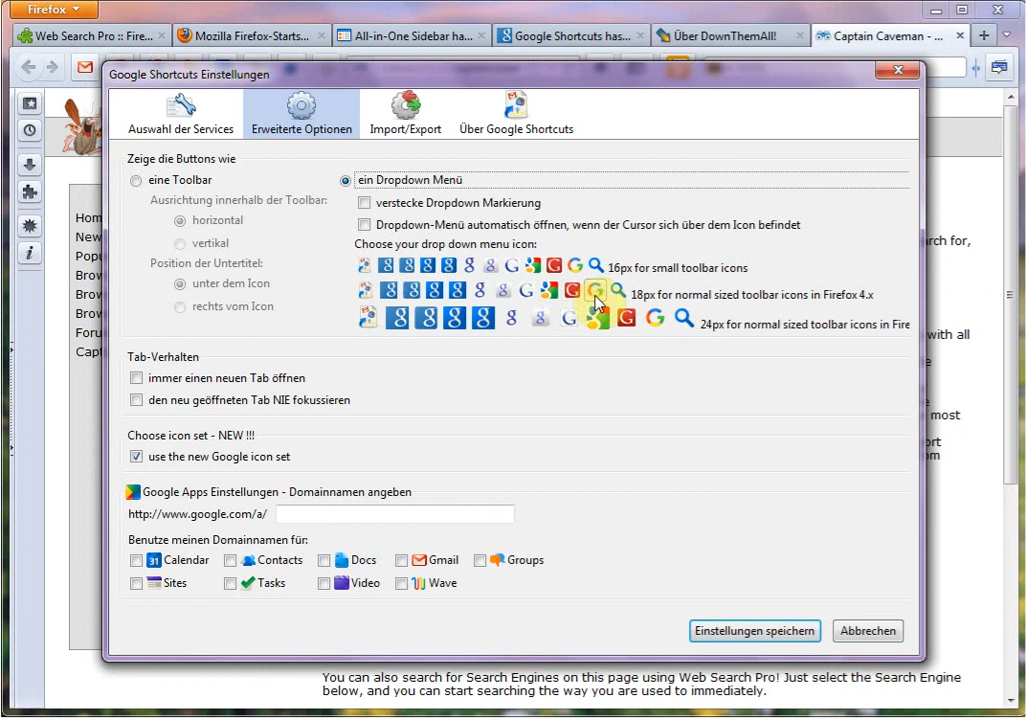 Firefox
Web Search Pro :: Fire...
Mozilla Firefox-Starts...
All-in-One Sidebar ha...
Google Shortcuts has...
Über DownThemAll!
Captain Caveman - ...
Google Shortcuts Einstellungen
Auswahl der Services
Erweiterte Optionen
Import/Export
Über Google Shortcuts
Zeige die Buttons wie
eine Toolbar
ein Dropdown Menü
Ausrichtung innerhalb der Toolbar:
verstecke Dropdown Markierung
horizontal
Dropdown-Menü automatisch öffnen, wenn der Cursor sich über dem Icon befindet
vertikal
Choose your drop down menu icon:
Position der Untertitel:
16px for small toolbar icons
unter dem Icon
18px for normal sized toolbar icons in Firefox 4.x
rechts vom Icon
24px for normal sized toolbar icons in Fire
Tab-Verhalten
immer einen neuen Tab öffnen
den neu geöffneten Tab NIE fokussieren
Choose icon set - NEW !!!
use the new Google icon set
Google Apps Einstellungen - Domainnamen angeben
http://www.google.com/a/
Benutze meinen Domainnamen für:
31 Calendar Contacts Docs Gmail Groups
Sites Tasks Video Wave
Einstellungen speichern
Abbrechen
Hom
New
Popu
Brow
Brow
Brow
Foru
Capt
rch for,
with all
e
most
ort
om
You can also search for Search Engines on this page using Web Search Pro! Just select the Search Engine
below, and you can start searching the way you are used to immediately.